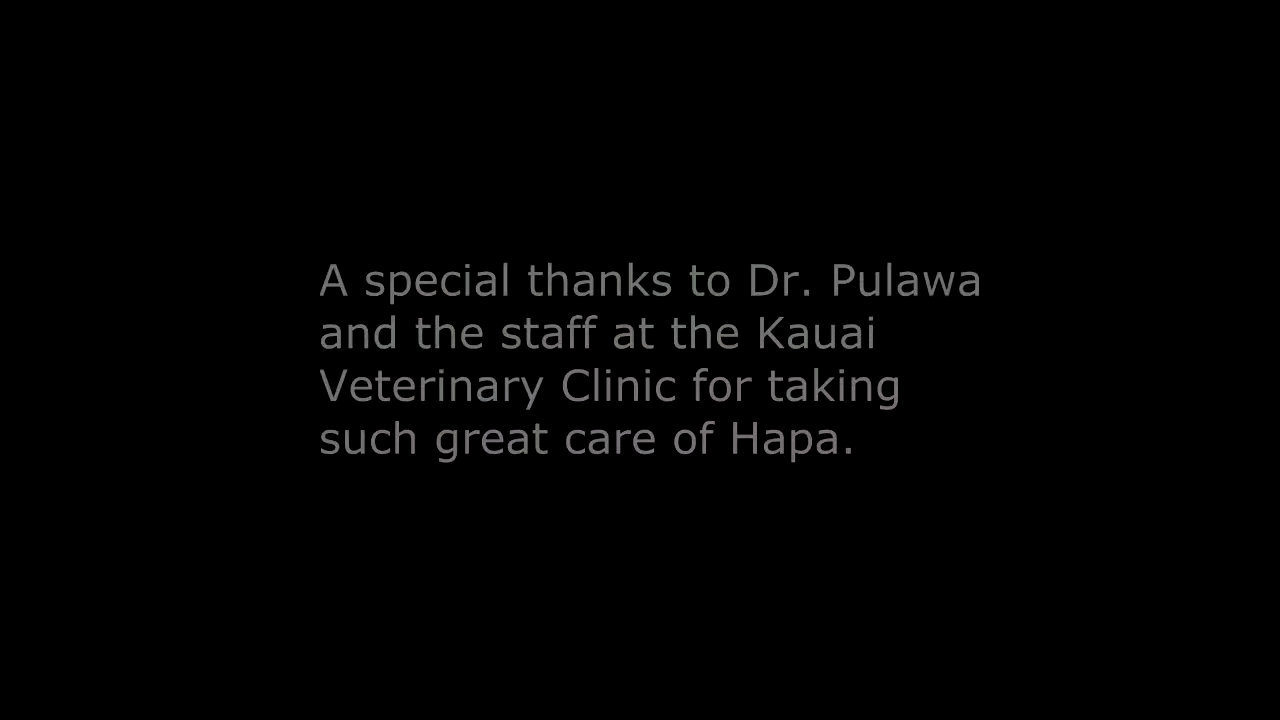 A special thanks to Dr. Pulawa
and the staff at the Kauai
Veterinary Clinic for taking
such great care of Hapa.